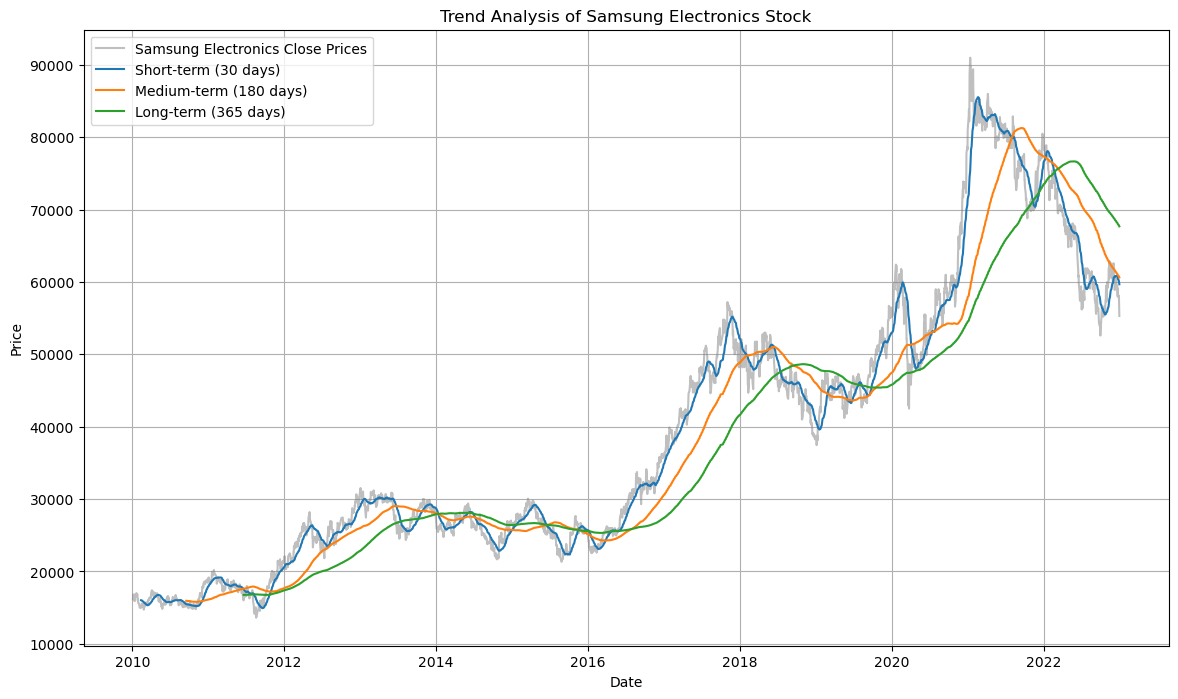 Trend Analysis of Samsung Electronics Stock
Samsung Electronics Close Prices
Short-term (30 days)
Medium-term (180 days)
Long-term (365 days)
90000
80000
70000
60000
50000
40000
30000
20000
10000
Price
2010 2012 2014 2016 2018 2020 2022
Date